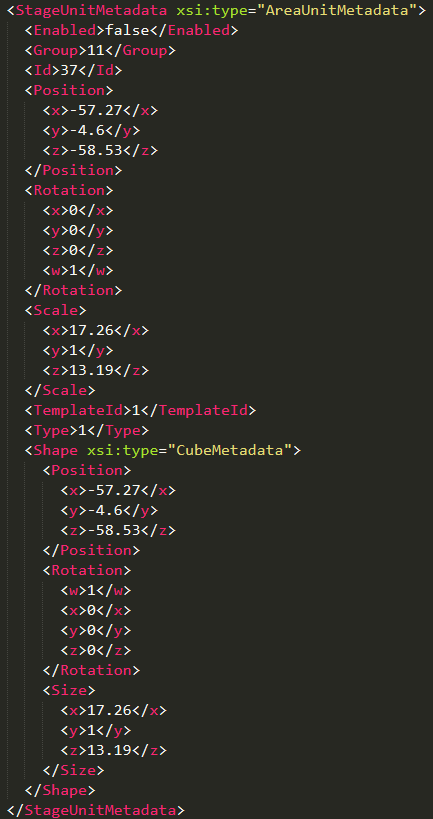 <StageUnitMetadata xsi:type="AreaUnitMetadata">
<Enabled>false</Enabled>
<Group>11</Group>
<Id>37</Id>
<Position>
<x>-57.27</x>
<y>-4.6</y>
<z>-58.53</z>
</Position>
<Rotation>
<x>0</x>
<y>0</y>
<z>0</z>
<w>1</w>
</Rotation>
<Scale>
<x>17.26</x>
<y>1</y>
<z>13.19</z>
</Scale>
<TemplateId>1</TemplateId>
<Type>1</Type>
<Shape xsi:type="CubeMetadata">
<Position>
<x>-57.27</x>
<y>-4.6</y>
<z>-58.53</z>
</Position>
<Rotation>
<w>1</w>
<x>0</x>
<y>0</y>
<z>0</z>
</Rotation>
<Size>
<x>17.26</x>
<y>1</y>
<z>13.19</z>
</Size>
</Shape>
</StageUnitMetadata>